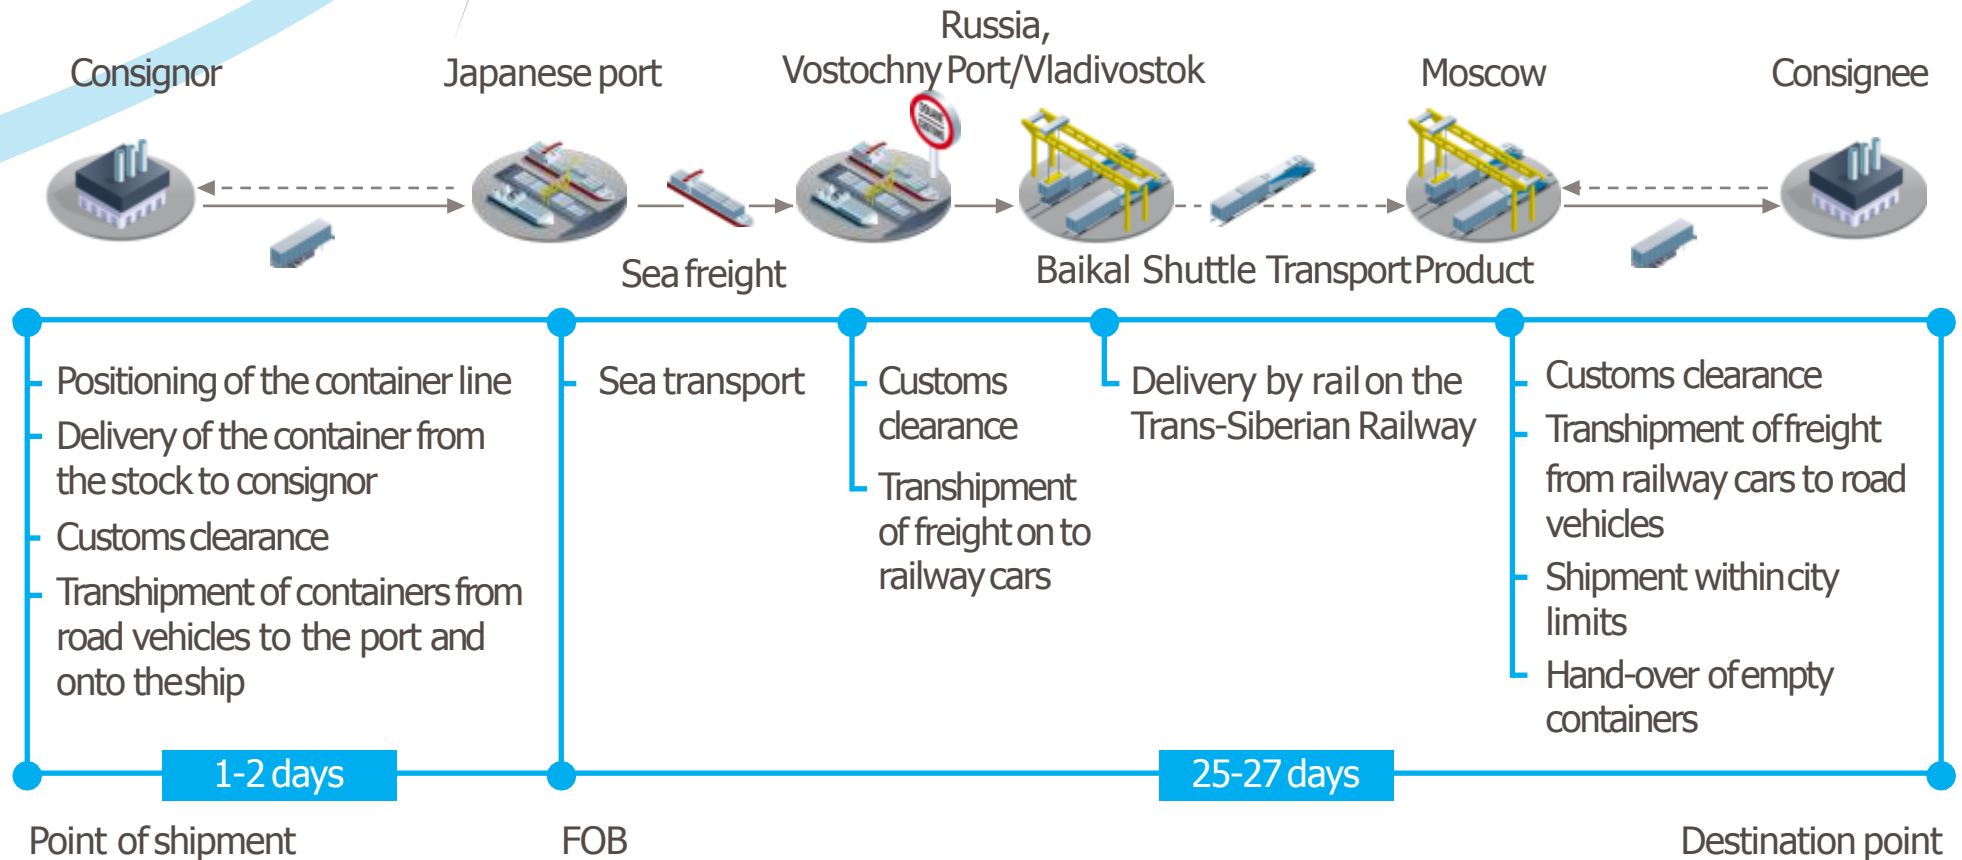 Russia,
Consignor
Japanese port
Vostochny Port/Vladivostok
Moscow
Consignee
Sea freight
Baikal Shuttle Transport Product
Positioning of the container line
Delivery of the container from
the stock to consignor
Customs clearance
Transhipment of containers from
road vehicles to the port and
onto the ship
Sea transport
Customs
clearance
Transhipment
of freight on to
railway cars
Delivery by rail on the
Trans-Siberian Railway
Customs clearance
Transhipment of freight
from railway cars to road
vehicles
Shipment within city
limits
Hand-over of empty
containers
1-2 days
25-27 days
Point of shipment
FOB
Destination point